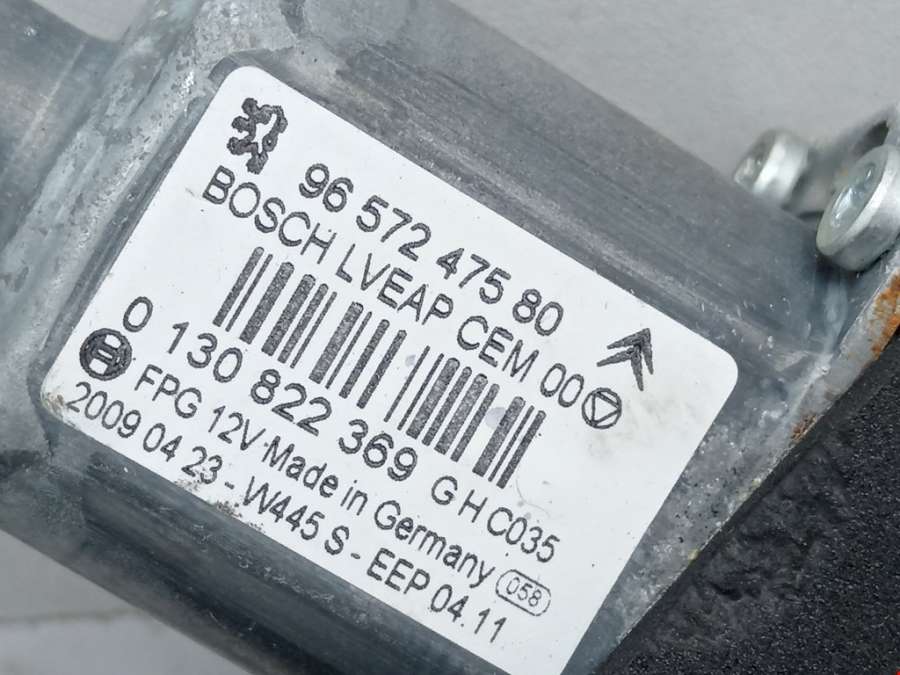 96 572 475 80
BOSCH LVEAP CEM 00
0 130 822 369 G H C035
FPG 12V Made in Germany 058
2009 04 23 - W445 S - EEP 04.11